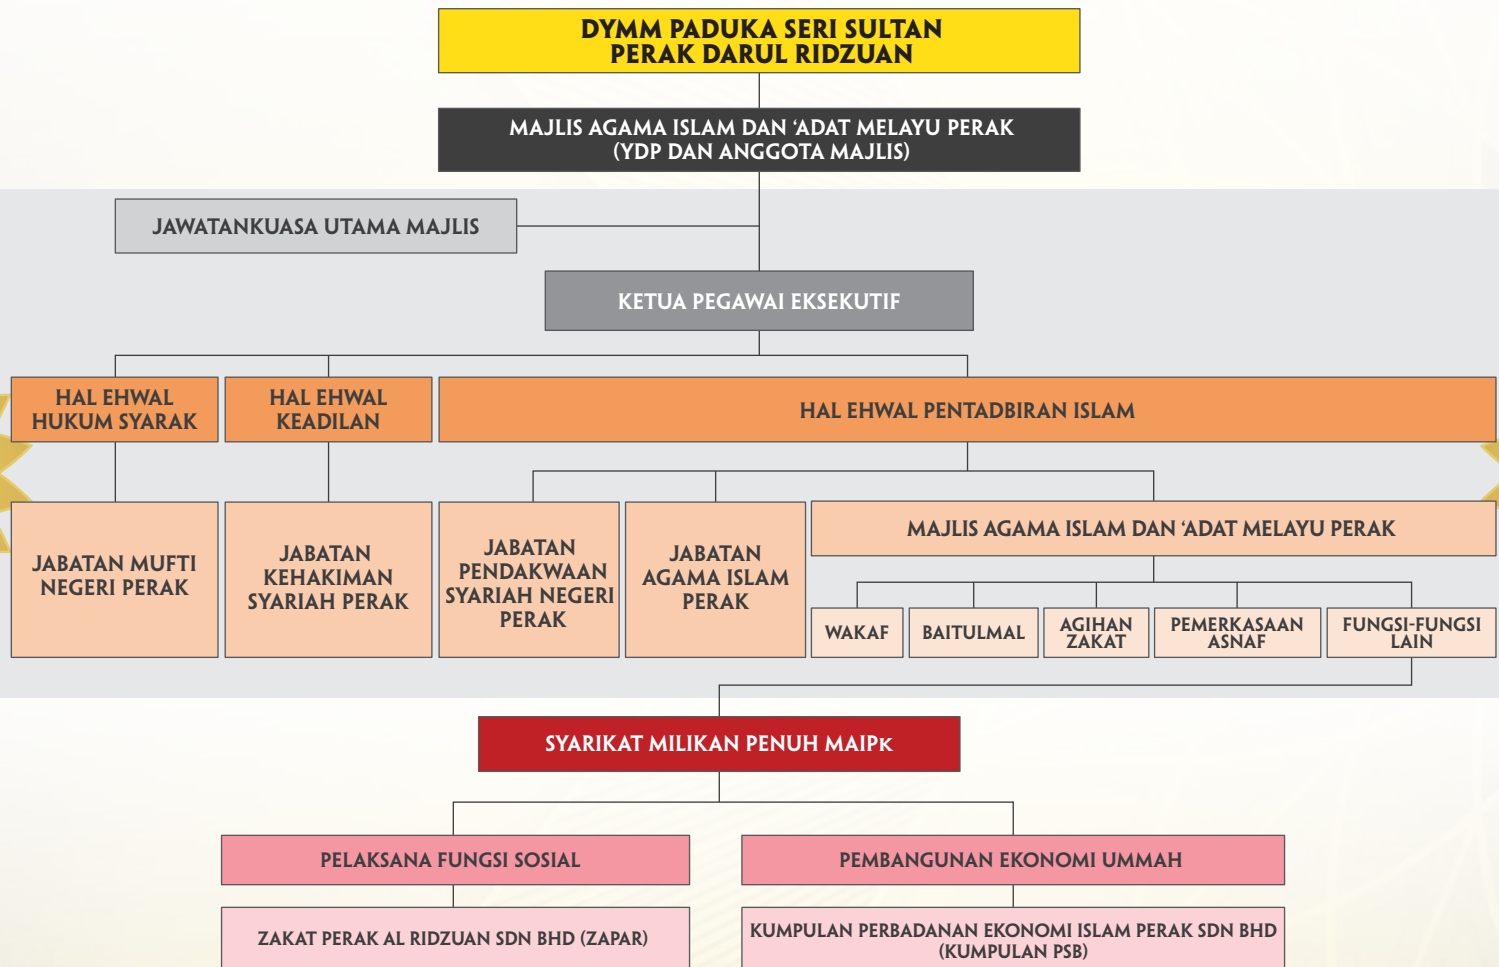 DYMM PADUKA SERI SULTAN
PERAK DARUL RIDZUAN
MAJLIS AGAMA ISLAM DAN ‘ADAT MELAYU PERAK
(YDP DAN ANGGOTA MAJLIS)
JAWATANKUASA UTAMA MAJLIS
KETUA PEGAWAI EKSEKUTIF
HAL EHWAL
HUKUM SYARAK
HAL EHWAL
KEADILAN
HAL EHWAL PENTADBIRAN ISLAM
JABATAN MUFTI
NEGERI PERAK
JABATAN
KEHAKIMAN
SYARIAH PERAK
JABATAN
PENDAKWAAN
SYARIAH NEGERI
PERAK
JABATAN
AGAMA ISLAM
PERAK
MAJLIS AGAMA ISLAM DAN ‘ADAT MELAYU PERAK
WAKAF
BAITULMAL
AGIHAN
ZAKAT
PEMERKASAAN
ASNAF
FUNGSI-FUNGSI
LAIN
SYARIKAT MILIKAN PENUH MAIPK
PELAKSANA FUNGSI SOSIAL
PEMBANGUNAN EKONOMI UMMAH
ZAKAT PERAK AL RIDZUAN SDN BHD (ZAPAR)
KUMPULAN PERBADANAN EKONOMI ISLAM PERAK SDN BHD
(KUMPULAN PSB)